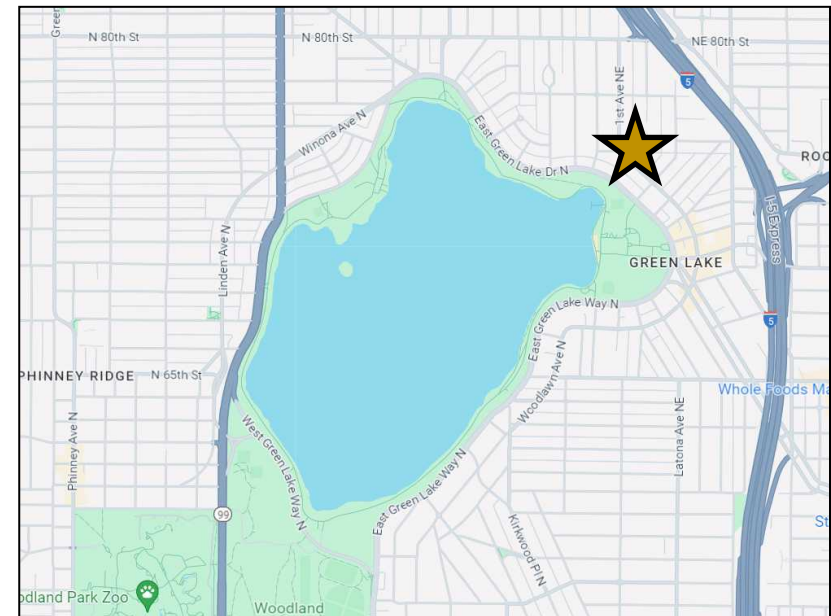 Green
N 80th St
N 80th St
NE 80th St
5
1st Ave NE
Winona Ave N
East Green Lake Dr N
ROO
I-5 Express
Linden Ave N
GREEN LAKE
East Green Lake Way N
5
PHINNEY RIDGE
N 65th St
Woodlawn Ave N
Whole Foods Ma
Phinney Ave N
West Green Lake Way N
Latona Ave NE
East Green Lake Way N
99
Kirkwood Pl N
St
odland Park Zoo
Woodland